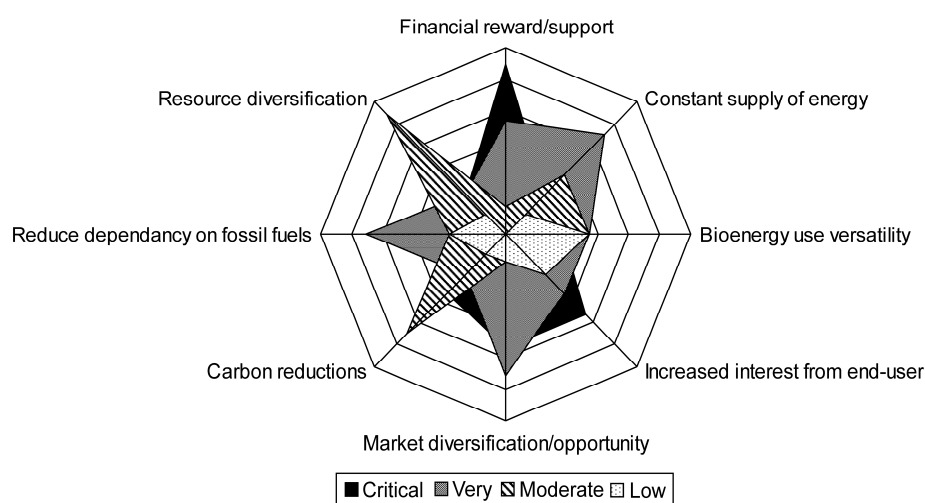 Financial reward/support
Resource diversification
Constant supply of energy
Reduce dependancy on fossil fuels
Bioenergy use versatility
Carbon reductions
Increased interest from end-user
Market diversification/opportunity
Critical Very Moderate Low